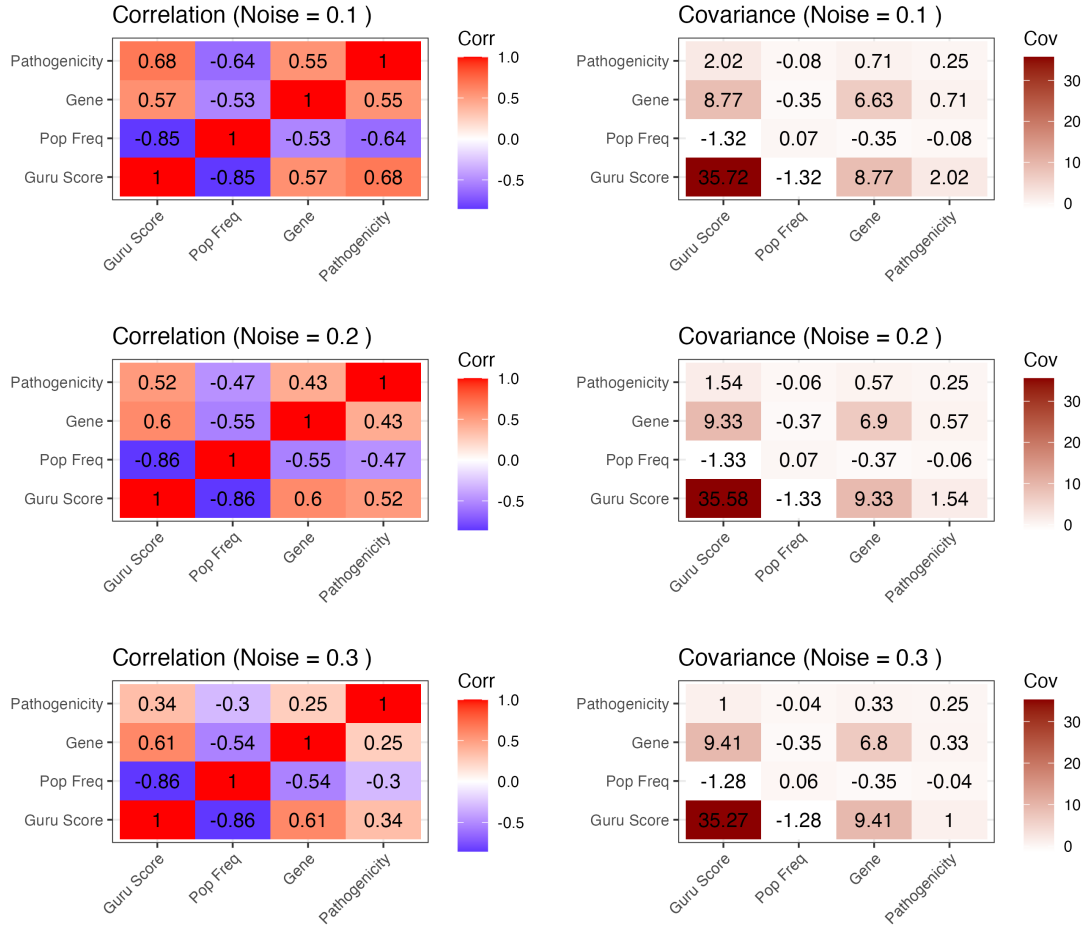 Correlation (Noise = 0.1 )
Pathogenicity 0.68 -0.64 0.55 1
Gene 0.57 -0.53 1 0.55
Pop Freq -0.85 1 -0.53 -0.64
Guru Score 1 -0.85 0.57 0.68
Guru Score Pop Freq Gene Pathogenicity
Corr
1.0
0.5
0.0
-0.5
Covariance (Noise = 0.1 )
Pathogenicity 2.02 -0.08 0.71 0.25
Gene 8.77 -0.35 6.63 0.71
Pop Freq -1.32 0.07 -0.35 -0.08
Guru Score 35.72 -1.32 8.77 2.02
Guru Score Pop Freq Gene Pathogenicity
Cov
30
20
10
0
Correlation (Noise = 0.2 )
Pathogenicity 0.52 -0.47 0.43 1
Gene 0.6 -0.55 1 0.43
Pop Freq -0.86 1 -0.55 -0.47
Guru Score 1 -0.86 0.6 0.52
Guru Score Pop Freq Gene Pathogenicity
Corr
1.0
0.5
0.0
-0.5
Covariance (Noise = 0.2 )
Pathogenicity 1.54 -0.06 0.57 0.25
Gene 9.33 -0.37 6.9 0.57
Pop Freq -1.33 0.07 -0.37 -0.06
Guru Score 35.58 -1.33 9.33 1.54
Guru Score Pop Freq Gene Pathogenicity
Cov
30
20
10
0
Correlation (Noise = 0.3 )
Pathogenicity 0.34 -0.3 0.25 1
Gene 0.61 -0.54 1 0.25
Pop Freq -0.86 1 -0.54 -0.3
Guru Score 1 -0.86 0.61 0.34
Guru Score Pop Freq Gene Pathogenicity
Corr
1.0
0.5
0.0
-0.5
Covariance (Noise = 0.3 )
Pathogenicity 1 -0.04 0.33 0.25
Gene 9.41 -0.35 6.8 0.33
Pop Freq -1.28 0.06 -0.35 -0.04
Guru Score 35.27 -1.28 9.41 1
Guru Score Pop Freq Gene Pathogenicity
Cov
30
20
10
0